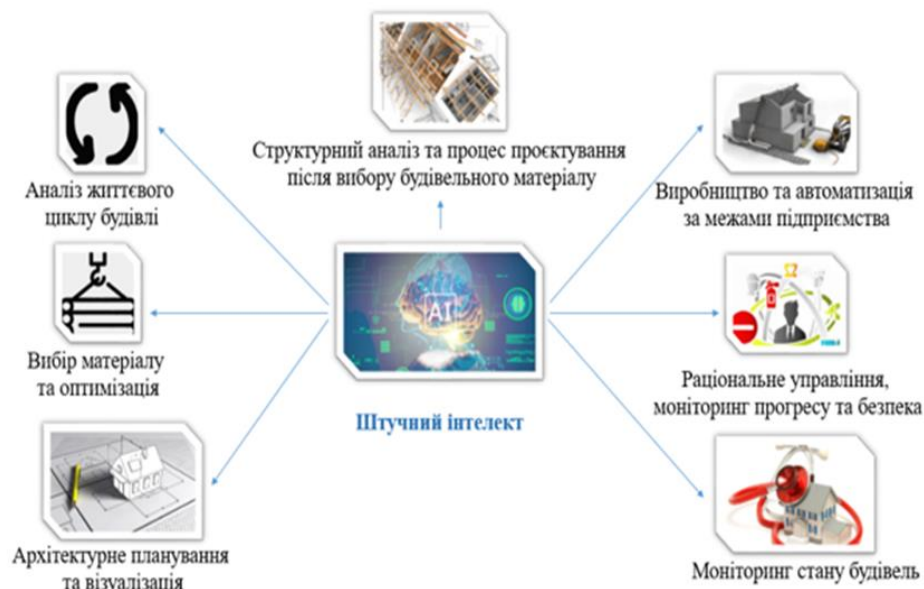 Структурний аналіз та процес проєктування
після вибору будівельного матеріалу
Аналіз життєвого
циклу будівлі
Виробництво та автоматизація
за межами підприємства
AI
Вибір матеріалу
та оптимізація
Штучний інтелект
Раціональне управління,
моніторинг прогресу та безпека
Архітектурне планування
та візуалізація
Моніторинг стану будівель